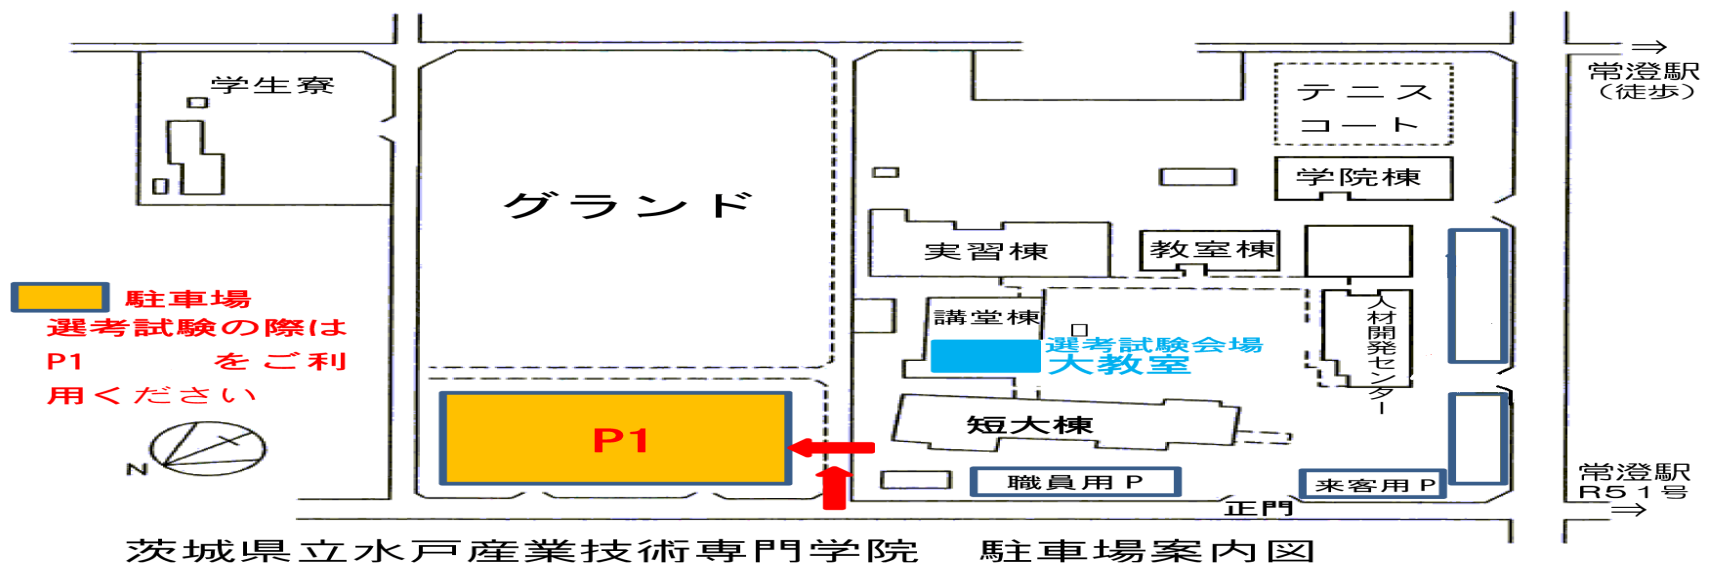 学生寮
⇒
常澄駅
（徒歩）
テニス
コート
学院棟
グランド
実習棟
教室棟
駐車場
選考試験の際は
P1 をご利
用ください
講堂棟
人材開発センター
選考試験会場
大教室
P1
短大棟
N
職員用P
来客用P
常澄駅
R51号
⇒
正門
茨城県立水戸産業技術専門学院 駐車場案内図